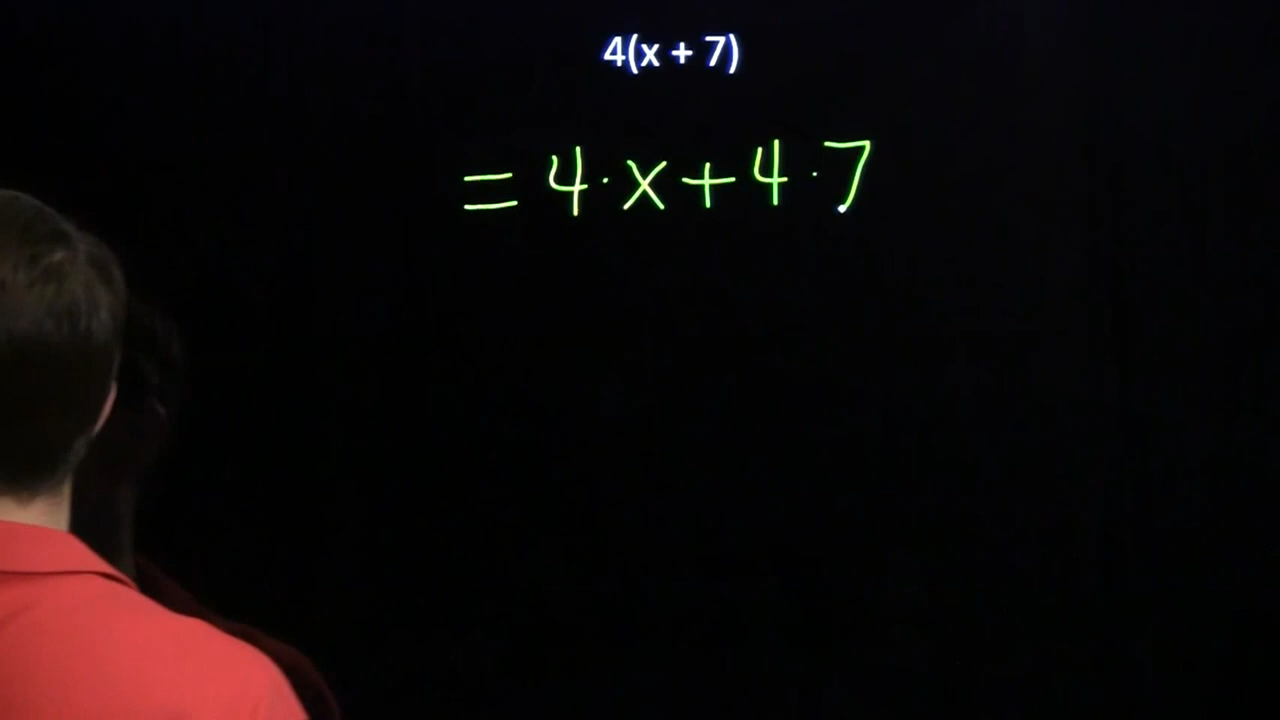 4(x + 7)
= 4·x + 4·7